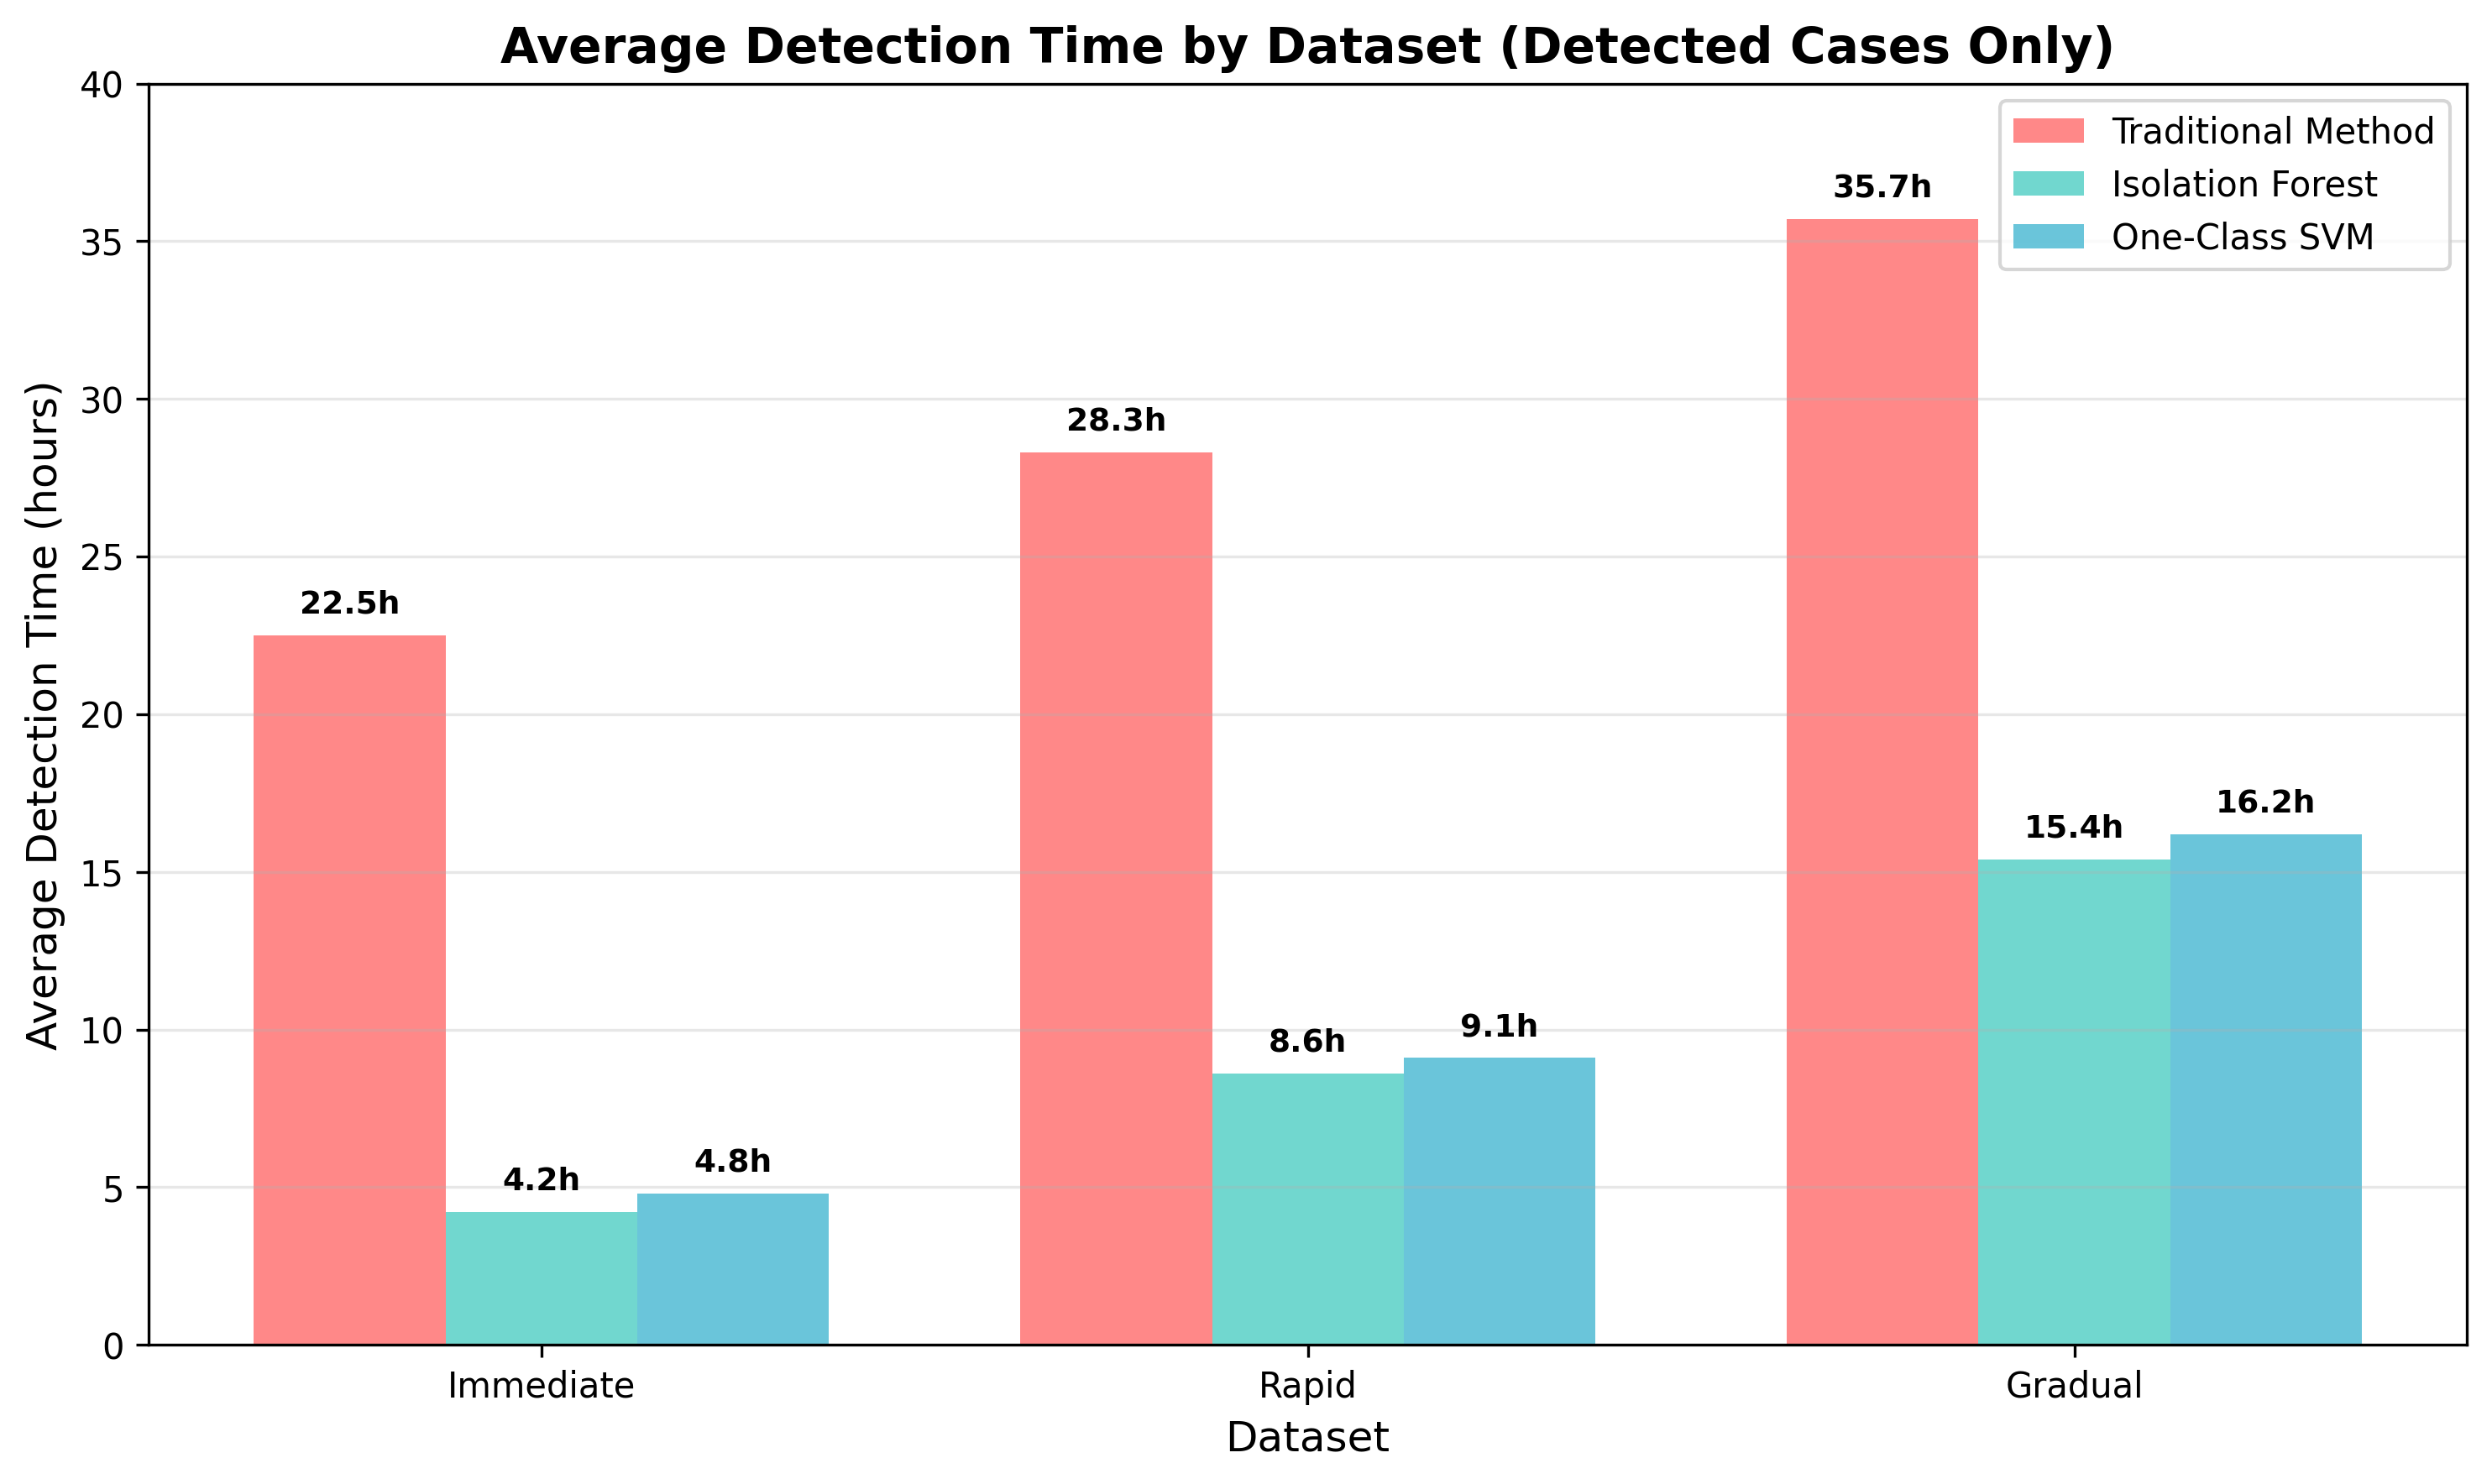 Average Detection Time by Dataset (Detected Cases Only)
Average Detection Time (hours)
40
35
30
25
20
15
10
5
0
Traditional Method
Isolation Forest
One-Class SVM
22.5h
4.2h
4.8h
28.3h
8.6h
9.1h
35.7h
15.4h
16.2h
Immediate
Rapid
Gradual
Dataset